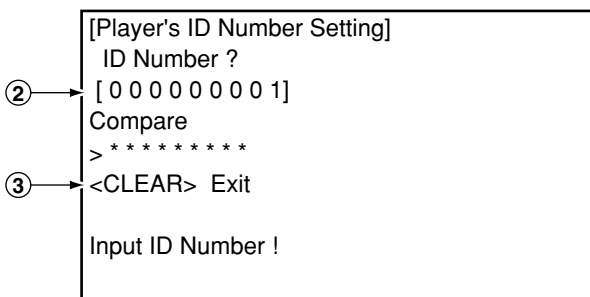 [Player's ID Number Setting]
ID Number ?
② [ 0 0 0 0 0 0 0 0 1]
Compare
> * * * * * * * * *
③ <CLEAR> Exit
Input ID Number !